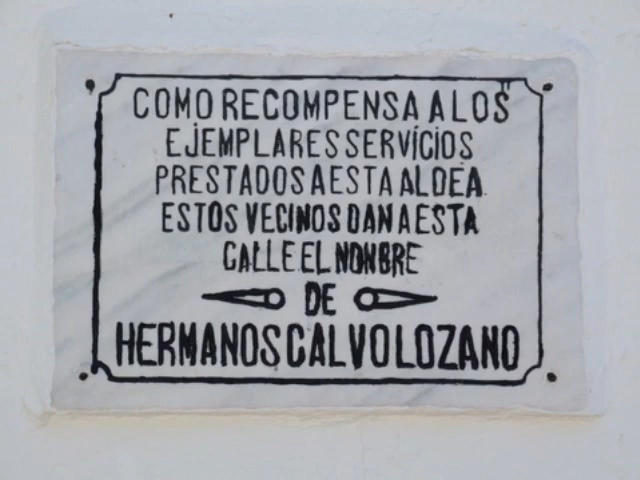 COMO RECOMPENSA A LOS
EJEMPLARES SERVICIOS
PRESTADOS A ESTA ALDEA
ESTOS VECINOS DAN A ESTA
CALLE EL NONBRE
DE
HERMANOS CALVO LOZANO